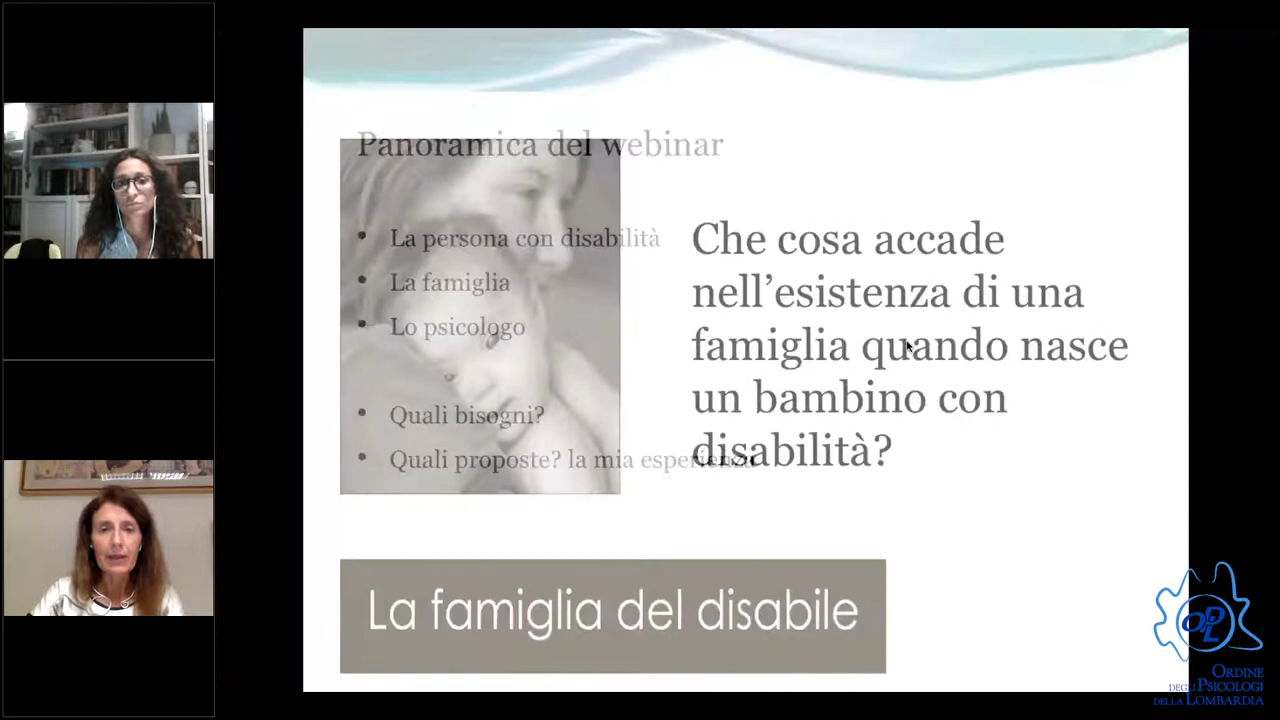 Panoramica del webinar
• La persona con disabilità
• La famiglia
• Lo psicologo
• Quali bisogni?
• Quali proposte? la mia esperienza
Che cosa accade
nell’esistenza di una
famiglia quando nasce
un bambino con
disabilità?
La famiglia del disabile
OPL
ORDINE
DEGLI PSICOLOGI
DELLA LOMBARDIA